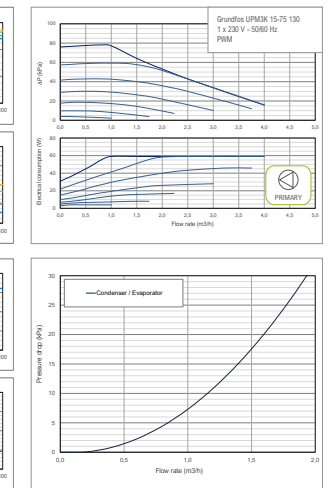 Grundfos UPM3K 15-75 130
1 x 230 V - 50/60 Hz
PWM
100
80
60
40
20
0
ΔP (kPa)
0,0 0,5 1,0 1,5 2,0 2,5 3,0 3,5 4,0 4,5 5,0
80
60
40
20
0
Electrical consumption (W)
PRIMARY
0,0 0,5 1,0 1,5 2,0 2,5 3,0 3,5 4,0 4,5 5,0
Flow rate (m3/h)
30
25
20
15
10
5
0
Pressure drop (kPa)
Condenser / Evaporator
0,0 0,5 1,0 1,5 2,0
Flow rate (m3/h)